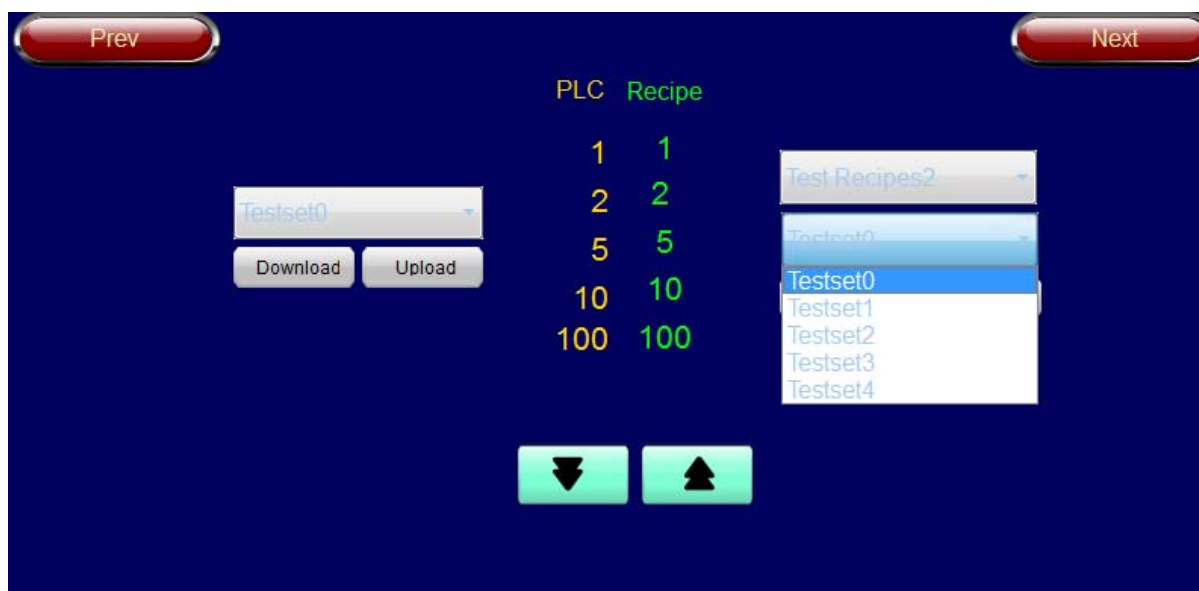 Prev
Next
PLC Recipe
1 1
2 2
5 5
10 10
100 100
Testset0
Download Upload
Test Recipes2
Testset0
Testset0
Testset1
Testset2
Testset3
Testset4